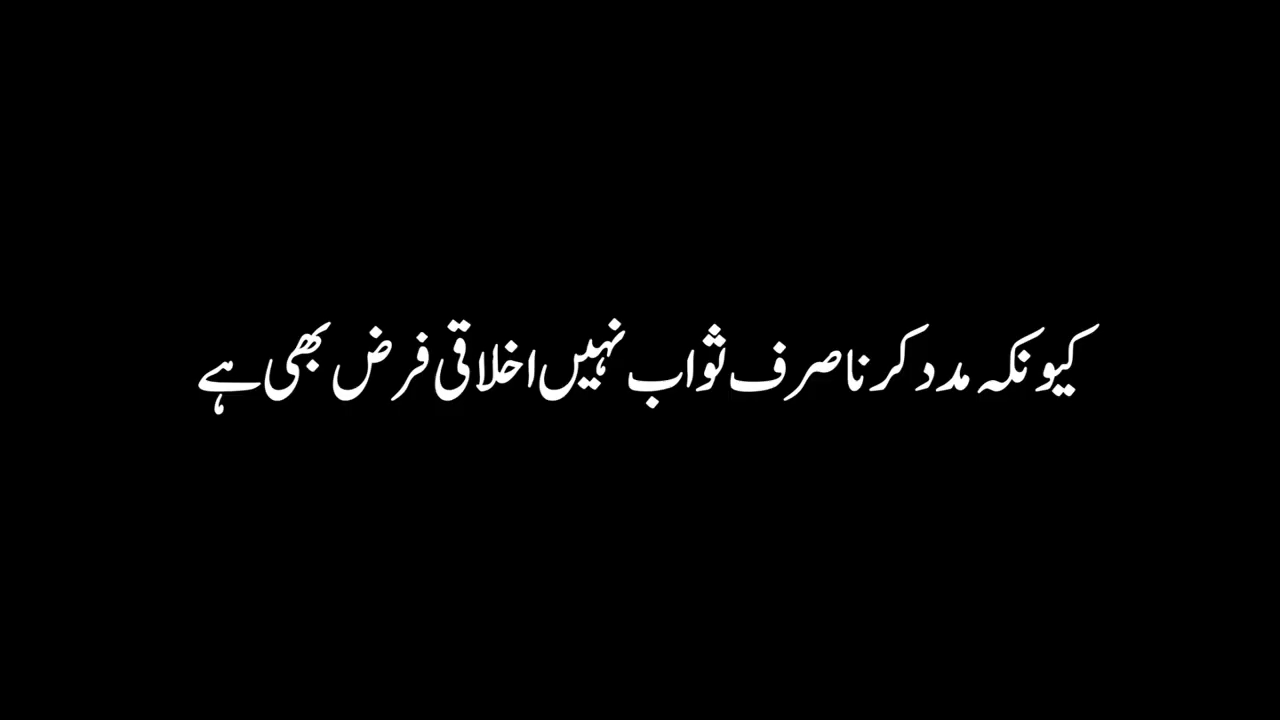 کیونکہ مدد کرنا صرف ثواب نہیں اخلاقی فرض بھی ہے